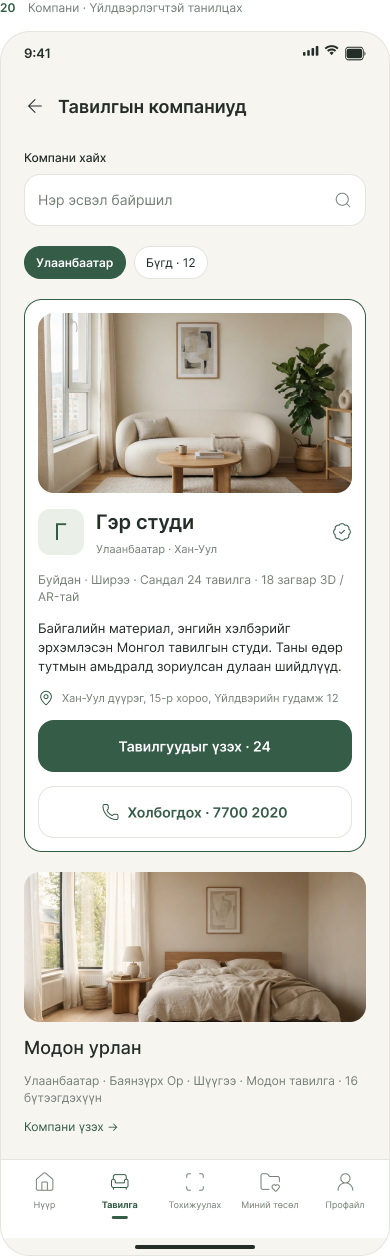 20 Компани · Үйлдвэрлэгчтэй танилцах
9:41
Тавилгын компаниуд
Компани хайх
Нэр эсвэл байршил
Улаанбаатар
Бүгд · 12
Г
Гэр студи
Улаанбаатар · Хан-Уул
Буйдан · Ширээ · Сандал 24 тавилга · 18 загвар 3D /
AR-тай
Байгалийн материал, энгийн хэлбэрийг
эрхэмлэсэн Монгол тавилгын студи. Таны өдөр
тутмын амьдралд зориулсан дулаан шийдлүүд.
Хан-Уул дүүрэг, 15-р хороо, Үйлдвэрийн гудамж 12
Тавилгуудыг үзэх · 24
Холбогдох · 7700 2020
Модон урлан
Улаанбаатар · Баянзүрх Ор · Шүүгээ · Модон тавилга · 16
бүтээгдэхүүн
Компани үзэх →
Нүүр
Тавилга
Тохижуулах
Миний төсөл
Профайл